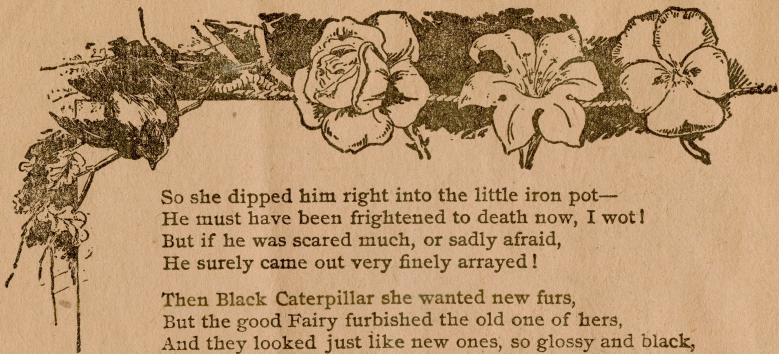 So she dipped him right into the little iron pot—
He must have been frightened to death now, I wot!
But if he was scared much, or sadly afraid,
He surely came out very finely arrayed!
Then Black Caterpillar she wanted new furs,
But the good Fairy furbished the old one of hers,
And they looked just like new ones, so glossy and black,